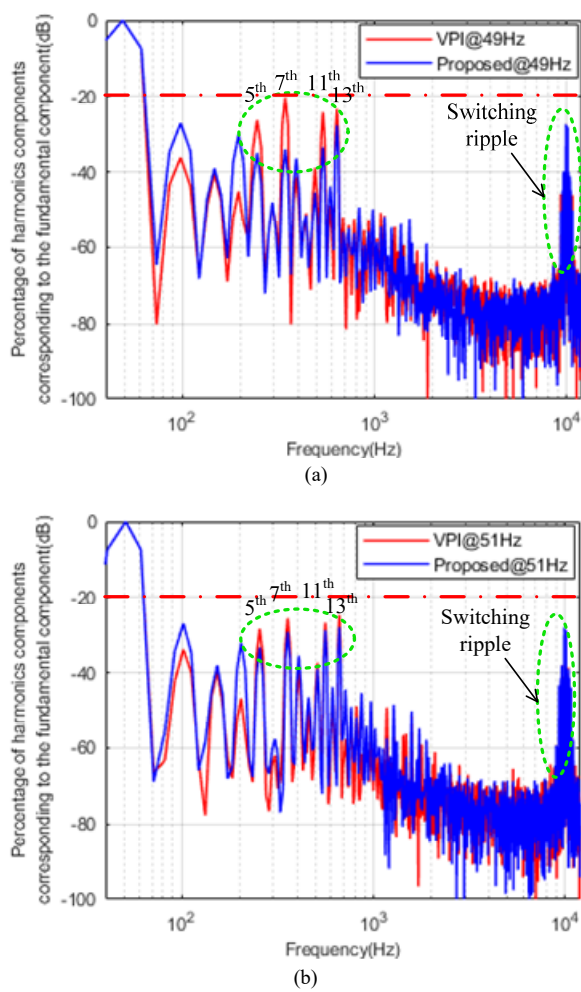 Percentage of harmonics components
corresponding to the fundamental component(dB)
0
-20
-40
-60
-80
-100
VPI@49Hz
Proposed@49Hz
5th
7th
11th
13th
Switching
ripple
10²
10³
10⁴
Frequency(Hz)
(a)
Percentage of harmonics components
corresponding to the fundamental component(dB)
0
-20
-40
-60
-80
-100
VPI@51Hz
Proposed@51Hz
5th
7th
11th
13th
Switching
ripple
10²
10³
10⁴
Frequency(Hz)
(b)